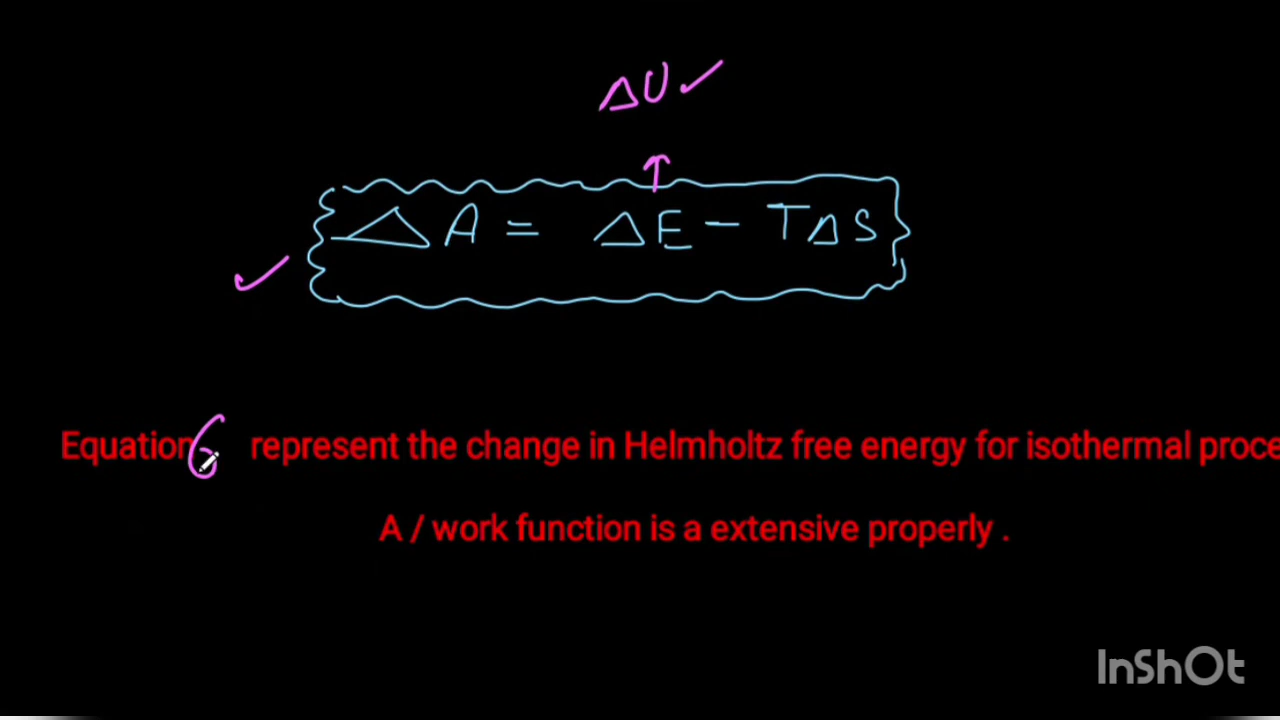 ΔU ✓
ΔA = ΔE - TΔS
Equation 6 represent the change in Helmholtz free energy for isothermal proce
A / work function is a extensive properly .
InShOt